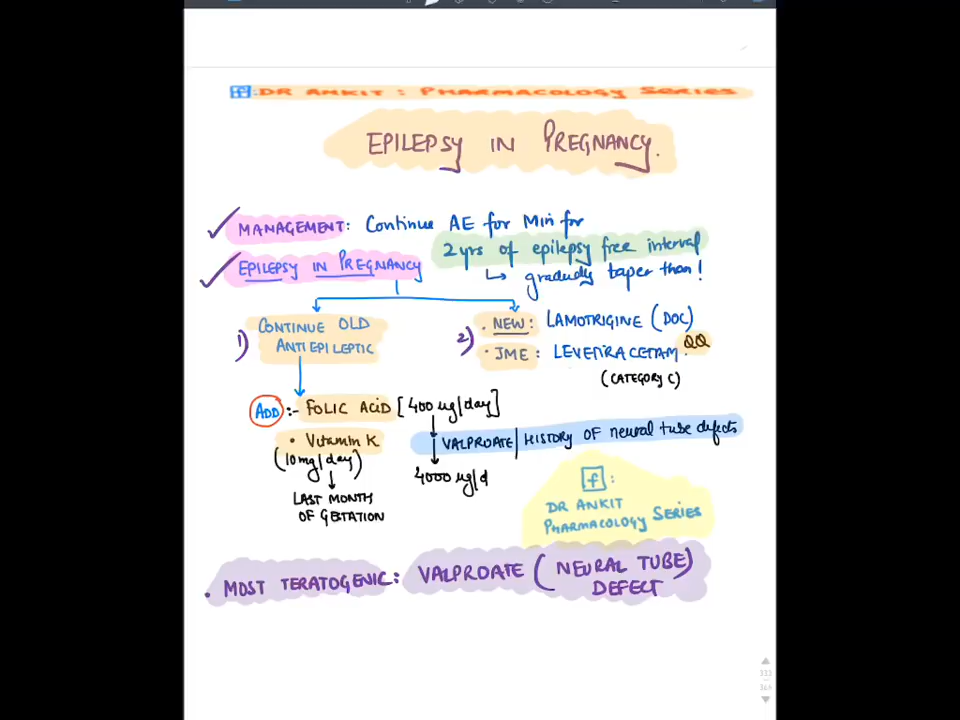 f : DR ANKIT : PHARMACOLOGY SERIES
EPILEPSY IN PREGNANCY.
MANAGEMENT: Continue AE for Min for
2yrs of epilepsy free interval
↳ gradually taper than!
EPILEPSY IN PREGNANCY
1) CONTINUE OLD
ANTIEPILEPTIC
2) . NEW: LAMOTRIGINE (DOC)
· JME: LEVETIRACETAM. QQ
(CATEGORY C)
ADD :- FOLIC ACID [400 ug/day]
VALPROATE | HISTORY OF neural tube defects
4000 ug/d
• Vitamin K
(10mg/day)
LAST MONTH
OF GESTATION
f :
DR ANKIT
PHARMACOLOGY SERIES
. MOST TERATOGENIC: VALPROATE (NEURAL TUBE)
DEFECT
333